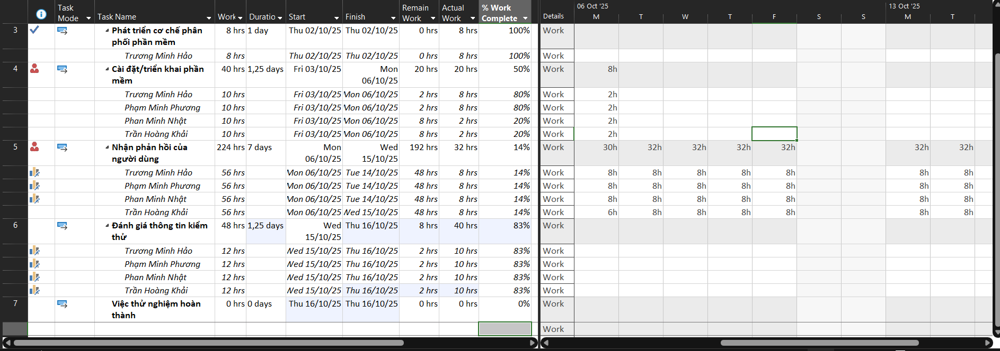 Task Mode Task Name Work Duratio Start Finish Remain Work Actual Work % Work Complete Details 06 Oct '25 13 Oct '25
M T W T F S S M T
3 Phát triển cơ chế phân phối phần mềm 8 hrs 1 day Thu 02/10/25 Thu 02/10/25 0 hrs 8 hrs 100% Work
Trương Minh Hảo 8 hrs Thu 02/10/25 Thu 02/10/25 0 hrs 8 hrs 100% Work
4 Cài đặt/triển khai phần mềm 40 hrs 1,25 days Fri 03/10/25 Mon 06/10/25 20 hrs 20 hrs 50% Work 8h
Trương Minh Hảo 10 hrs Fri 03/10/25 Mon 06/10/25 2 hrs 8 hrs 80% Work 2h
Phạm Minh Phương 10 hrs Fri 03/10/25 Mon 06/10/25 2 hrs 8 hrs 80% Work 2h
Phan Minh Nhật 10 hrs Fri 03/10/25 Mon 06/10/25 8 hrs 2 hrs 20% Work 2h
Trần Hoàng Khải 10 hrs Fri 03/10/25 Mon 06/10/25 8 hrs 2 hrs 20% Work 2h
5 Nhận phản hồi của người dùng 224 hrs 7 days Mon 06/10/25 Wed 15/10/25 192 hrs 32 hrs 14% Work 30h 32h 32h 32h 32h 32h 32h
Trương Minh Hảo 56 hrs Mon 06/10/25 Tue 14/10/25 48 hrs 8 hrs 14% Work 8h 8h 8h 8h 8h 8h 8h
Phạm Minh Phương 56 hrs Mon 06/10/25 Tue 14/10/25 48 hrs 8 hrs 14% Work 8h 8h 8h 8h 8h 8h 8h
Phan Minh Nhật 56 hrs Mon 06/10/25 Tue 14/10/25 48 hrs 8 hrs 14% Work 8h 8h 8h 8h 8h 8h 8h
Trần Hoàng Khải 56 hrs Mon 06/10/25 Wed 15/10/25 48 hrs 8 hrs 14% Work 6h 8h 8h 8h 8h 8h 8h
6 Đánh giá thông tin kiểm thử 48 hrs 1,25 days Wed 15/10/25 Thu 16/10/25 8 hrs 40 hrs 83% Work
Trương Minh Hảo 12 hrs Wed 15/10/25 Thu 16/10/25 2 hrs 10 hrs 83% Work
Phạm Minh Phương 12 hrs Wed 15/10/25 Thu 16/10/25 2 hrs 10 hrs 83% Work
Phan Minh Nhật 12 hrs Wed 15/10/25 Thu 16/10/25 2 hrs 10 hrs 83% Work
Trần Hoàng Khải 12 hrs Wed 15/10/25 Thu 16/10/25 2 hrs 10 hrs 83% Work
7 Việc thử nghiệm hoàn thành 0 hrs 0 days Thu 16/10/25 Thu 16/10/25 0 hrs 0 hrs 0% Work
Work